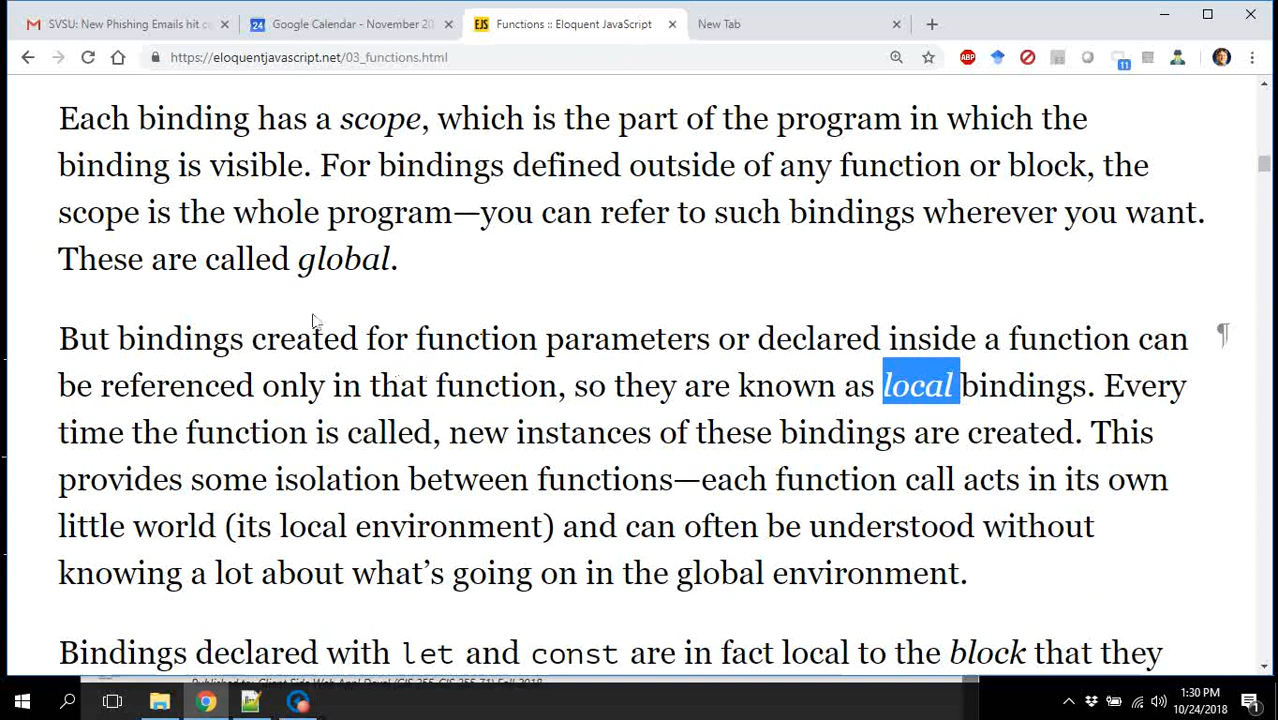 SVSU: New Phishing Emails hit c
Google Calendar - November 20
Functions :: Eloquent JavaScript
New Tab
https://eloquentjavascript.net/03_functions.html
Each binding has a scope, which is the part of the program in which the
binding is visible. For bindings defined outside of any function or block, the
scope is the whole program—you can refer to such bindings wherever you want.
These are called global.
But bindings created for function parameters or declared inside a function can
be referenced only in that function, so they are known as local bindings. Every
time the function is called, new instances of these bindings are created. This
provides some isolation between functions—each function call acts in its own
little world (its local environment) and can often be understood without
knowing a lot about what’s going on in the global environment.
Bindings declared with let and const are in fact local to the block that they
1:30 PM
10/24/2018